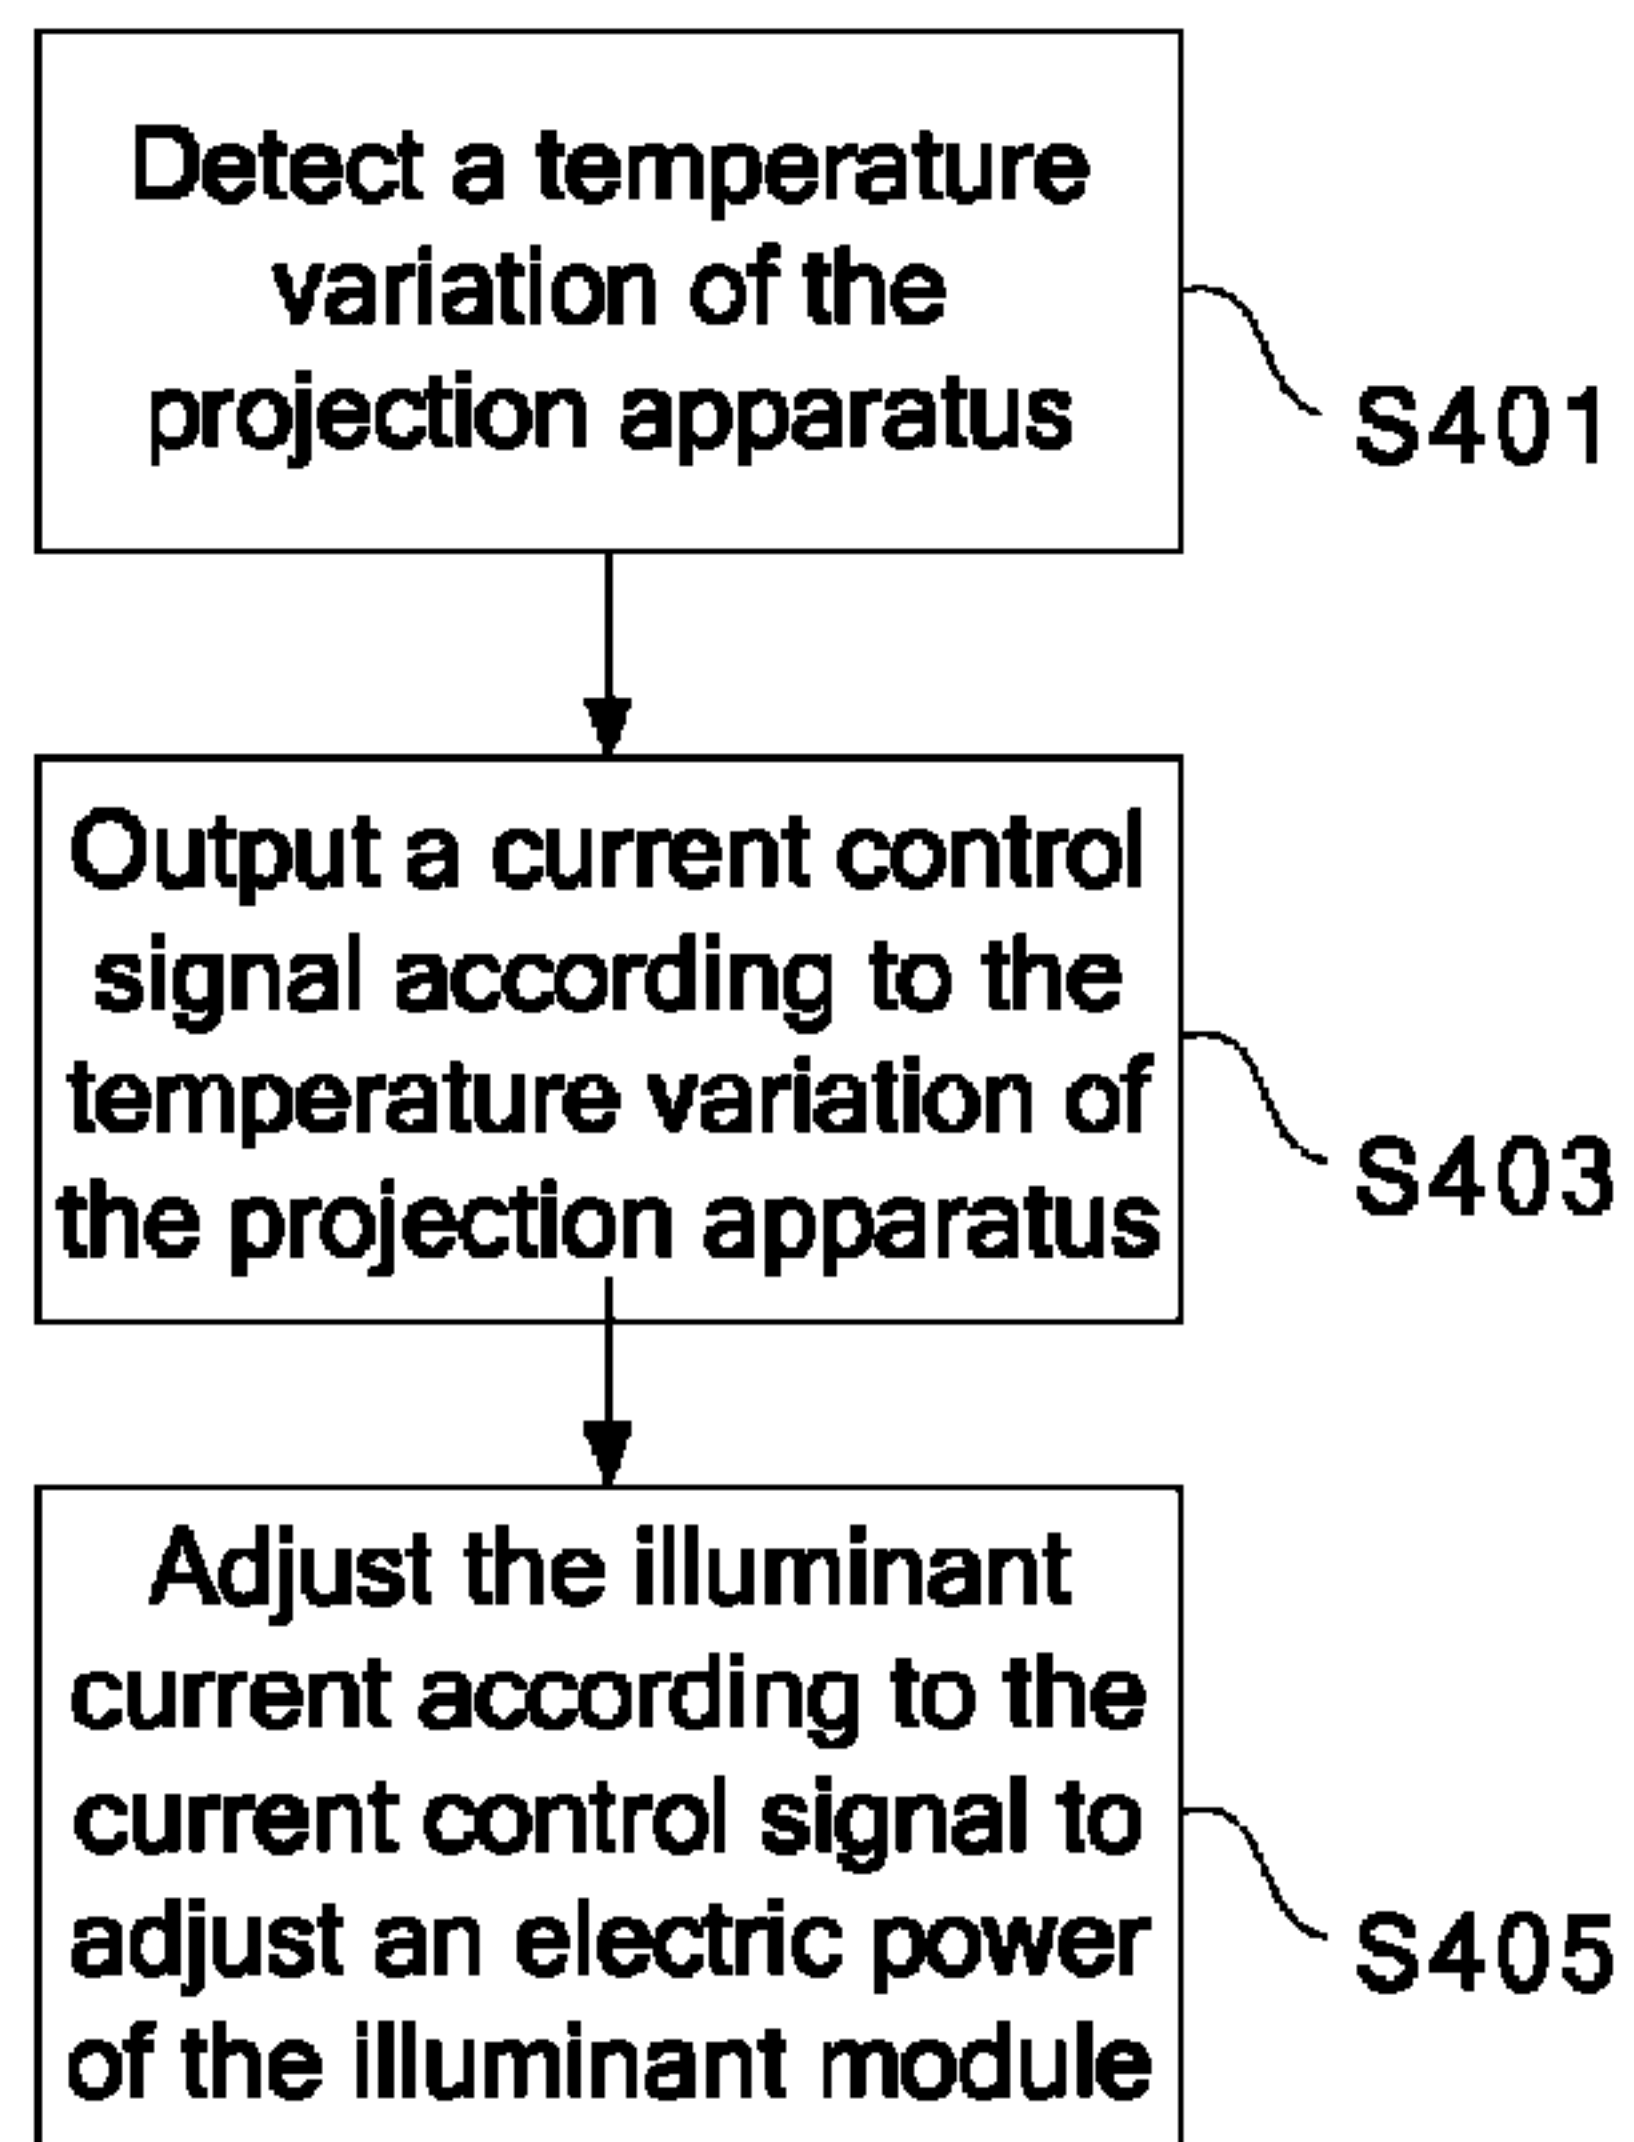 Detect a temperature
variation of the
projection apparatus
S401
Output a current control
signal according to the
temperature variation of
the projection apparatus
S403
Adjust the illuminant
current according to the
current control signal to
adjust an electric power
of the illuminant module
S405